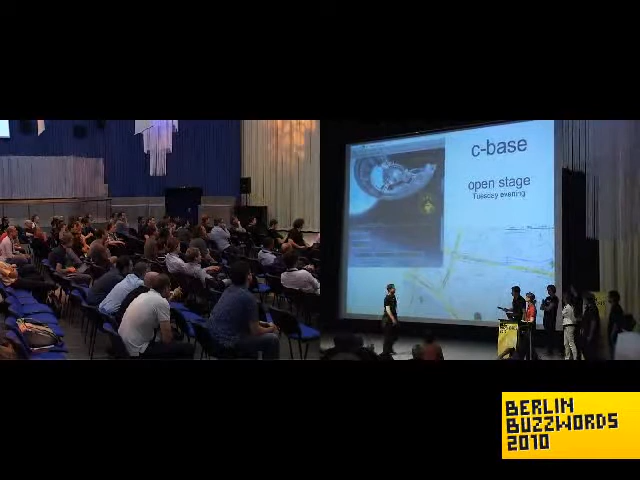 c-base
open stage
Tuesday evening
BERLIN
BUZZWORDS
2010